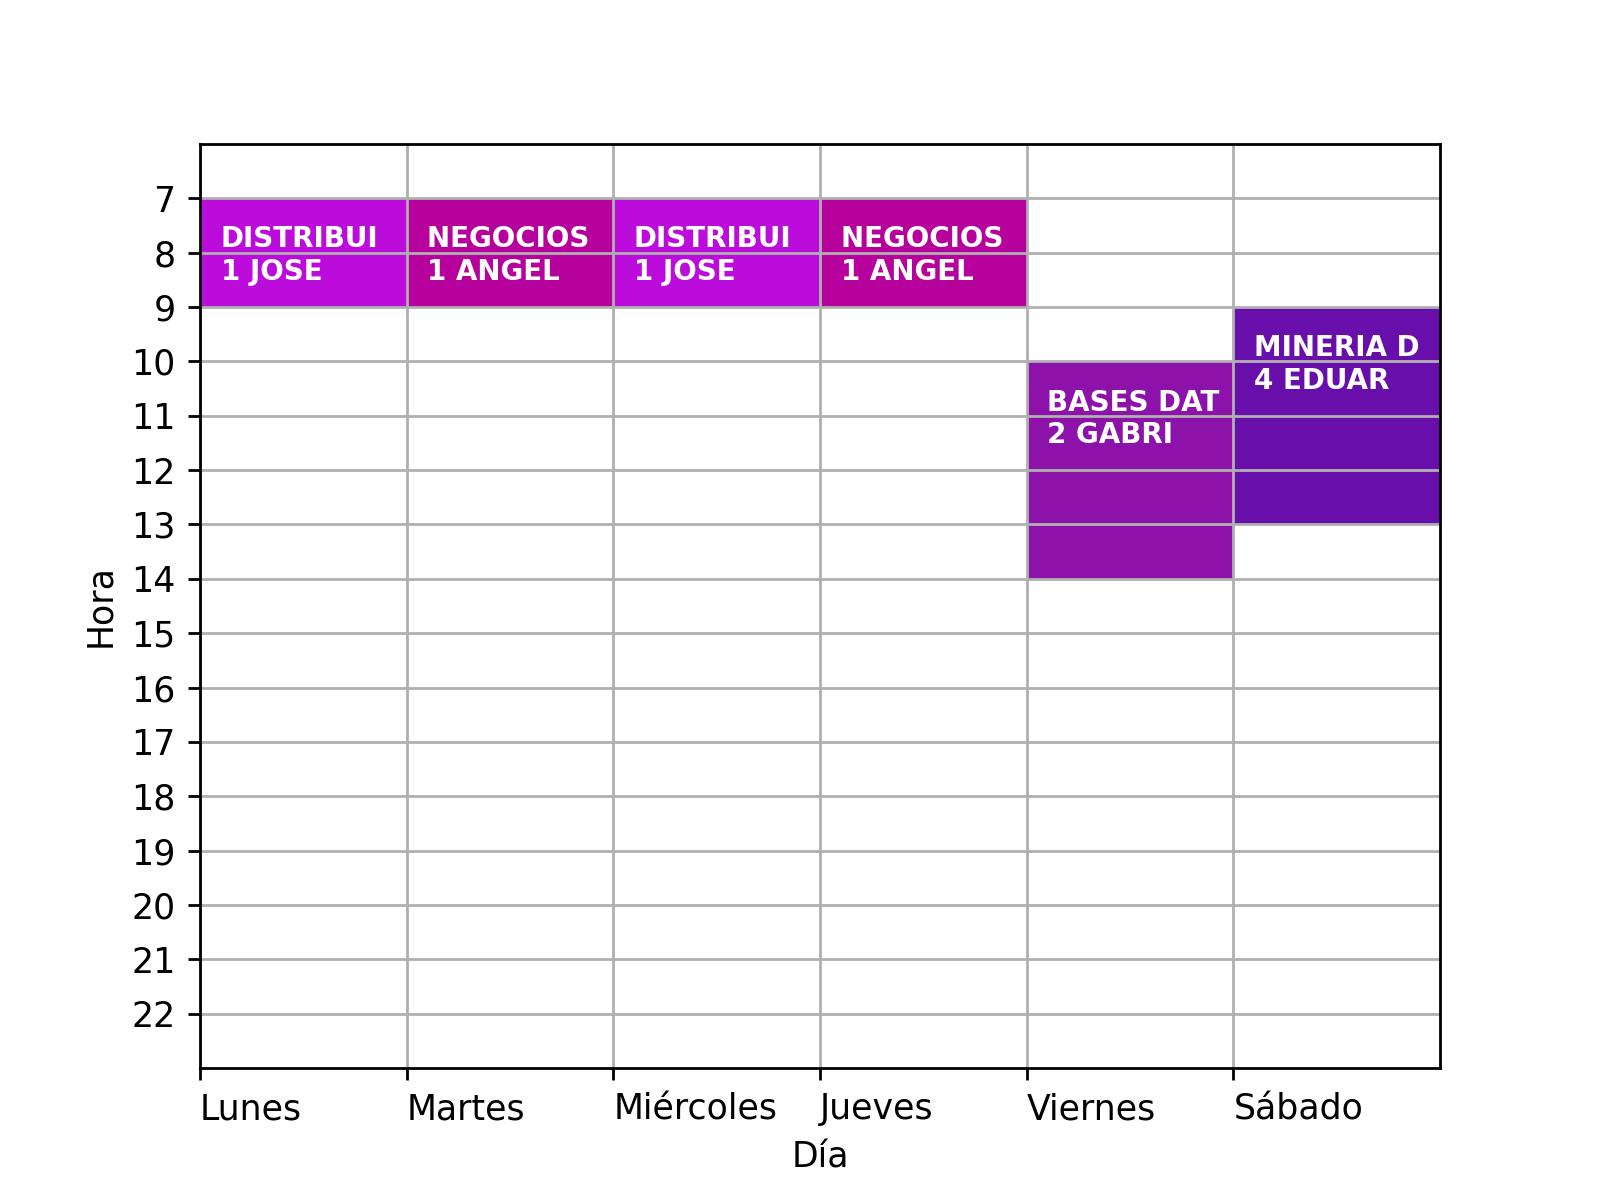 7
8
9
10
11
12
13
14
15
16
17
18
19
20
21
22
Hora
DISTRIBUI
1 JOSE
NEGOCIOS
1 ANGEL
DISTRIBUI
1 JOSE
NEGOCIOS
1 ANGEL
BASES DAT
2 GABRI
MINERIA D
4 EDUAR
Lunes
Martes
Miércoles
Jueves
Viernes
Sábado
Día